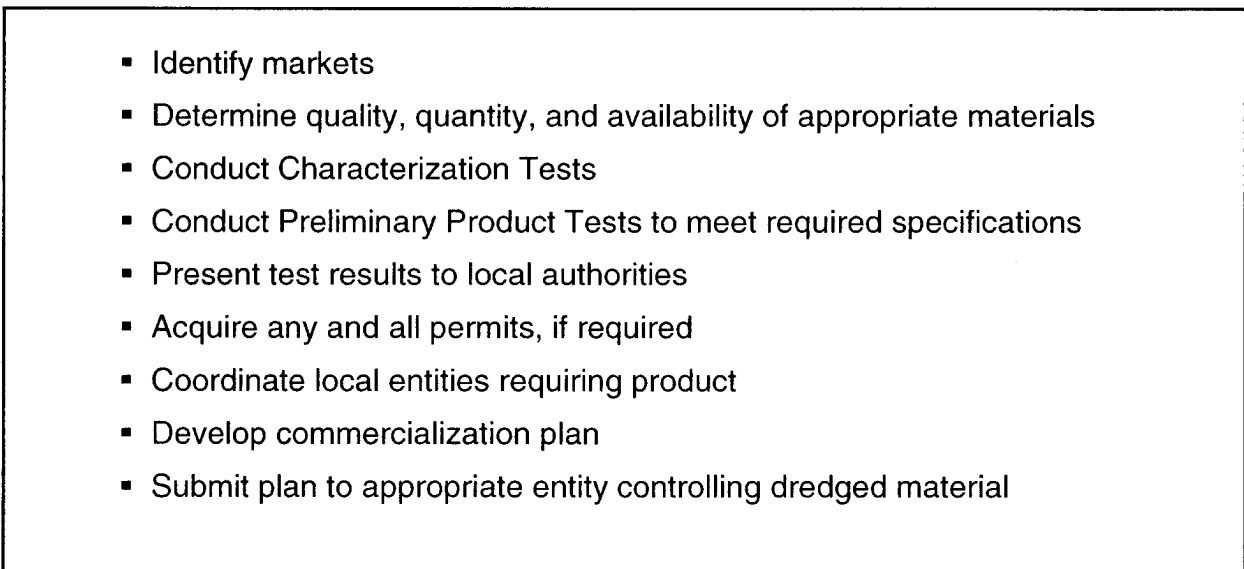 ▪ Identify markets
▪ Determine quality, quantity, and availability of appropriate materials
▪ Conduct Characterization Tests
▪ Conduct Preliminary Product Tests to meet required specifications
▪ Present test results to local authorities
▪ Acquire any and all permits, if required
▪ Coordinate local entities requiring product
▪ Develop commercialization plan
▪ Submit plan to appropriate entity controlling dredged material